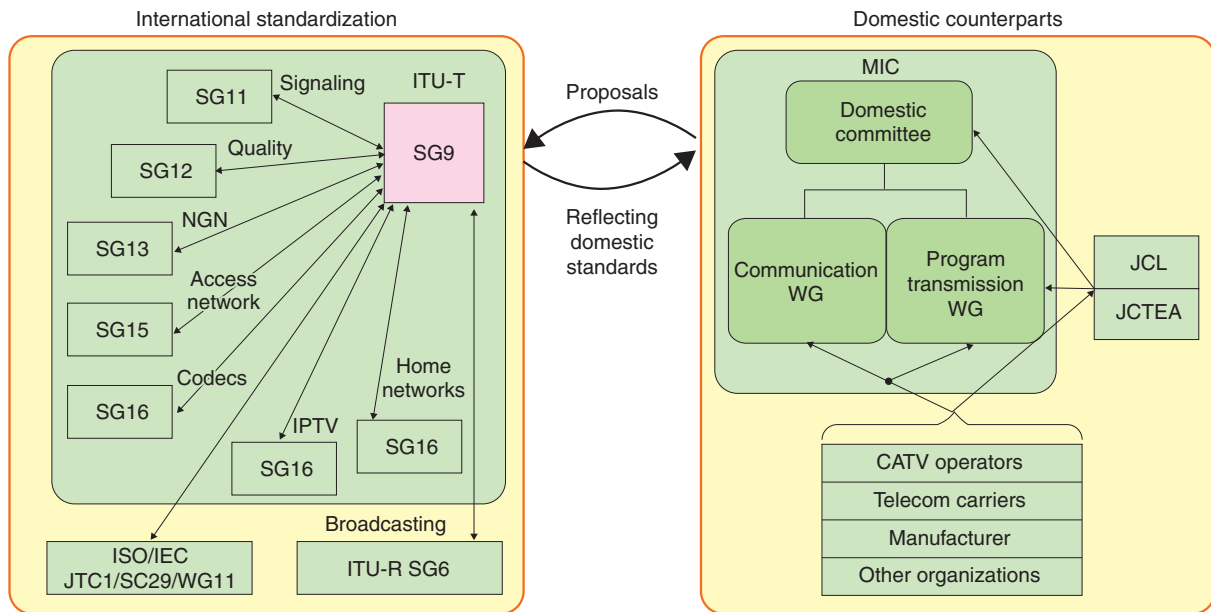 International standardization
Domestic counterparts
ITU-T
SG11
Signaling
SG9
SG12
Quality
SG13
NGN
SG15
Access
network
SG16
Codecs
SG16
IPTV
SG16
Home
networks
ISO/IEC
JTC1/SC29/WG11
Broadcasting
ITU-R SG6
Proposals
Reflecting
domestic
standards
MIC
Domestic
committee
Communication
WG
Program
transmission
WG
JCL
JCTEA
CATV operators
Telecom carriers
Manufacturer
Other organizations